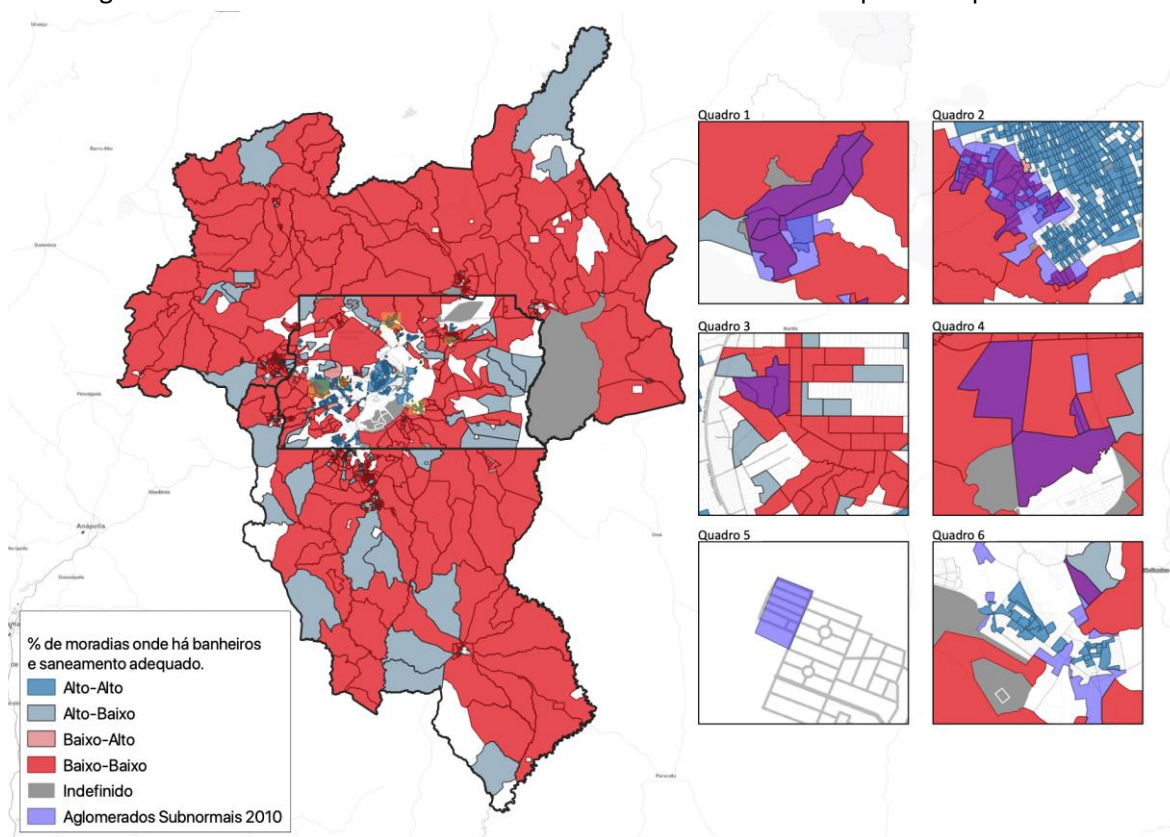 Quadro 1
Quadro 2
Quadro 3
Quadro 4
Quadro 5
Quadro 6
Anápolis
% de moradias onde há banheiros
e saneamento adequado.
Alto-Alto
Alto-Baixo
Baixo-Alto
Baixo-Baixo
Indefinido
Aglomerados Subnormais 2010